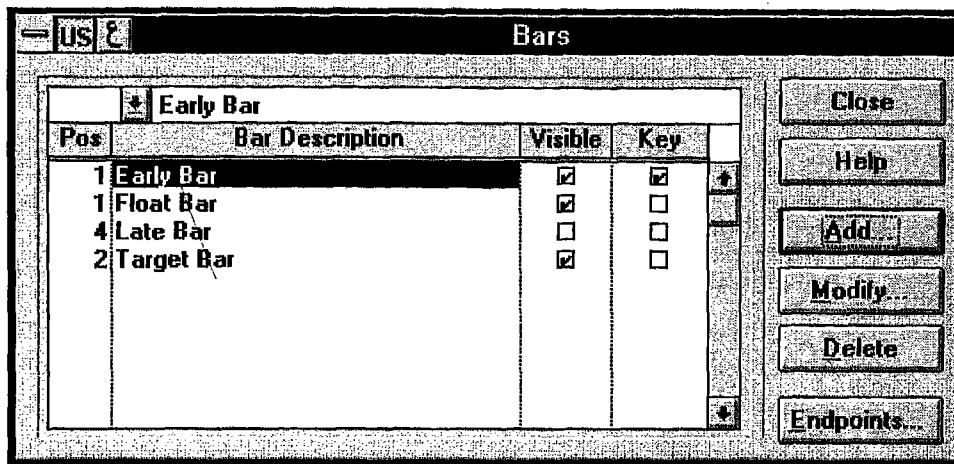 US ع Bars
Early Bar
Pos Bar Description Visible Key
1 Early Bar
1 Float Bar
4 Late Bar
2 Target Bar
Close
Help
Add...
Modify...
Delete
Endpoints...